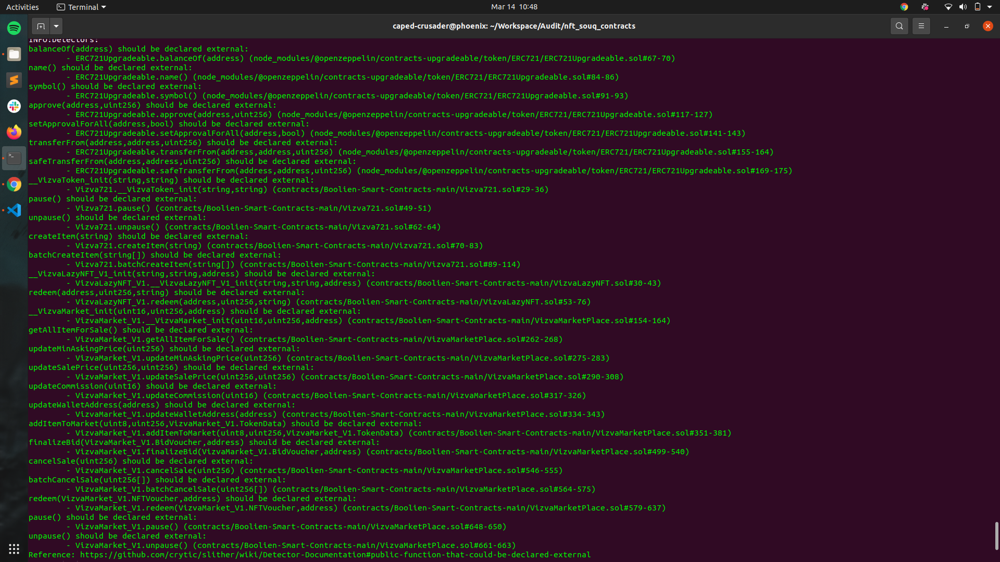 Activities
Terminal
Mar 14 10:48
caped-crusader@phoenix: ~/Workspace/Audit/nft_souq_contracts
INFO:Detectors:
balanceOf(address) should be declared external:
- ERC721Upgradeable.balanceOf(address) (node_modules/@openzeppelin/contracts-upgradeable/token/ERC721/ERC721Upgradeable.sol#67-70)
name() should be declared external:
- ERC721Upgradeable.name() (node_modules/@openzeppelin/contracts-upgradeable/token/ERC721/ERC721Upgradeable.sol#84-86)
symbol() should be declared external:
- ERC721Upgradeable.symbol() (node_modules/@openzeppelin/contracts-upgradeable/token/ERC721/ERC721Upgradeable.sol#91-93)
approve(address,uint256) should be declared external:
- ERC721Upgradeable.approve(address,uint256) (node_modules/@openzeppelin/contracts-upgradeable/token/ERC721/ERC721Upgradeable.sol#117-127)
setApprovalForAll(address,bool) should be declared external:
- ERC721Upgradeable.setApprovalForAll(address,bool) (node_modules/@openzeppelin/contracts-upgradeable/token/ERC721/ERC721Upgradeable.sol#141-143)
transferFrom(address,address,uint256) should be declared external:
- ERC721Upgradeable.transferFrom(address,address,uint256) (node_modules/@openzeppelin/contracts-upgradeable/token/ERC721/ERC721Upgradeable.sol#155-164)
safeTransferFrom(address,address,uint256) should be declared external:
- ERC721Upgradeable.safeTransferFrom(address,address,uint256) (node_modules/@openzeppelin/contracts-upgradeable/token/ERC721/ERC721Upgradeable.sol#169-175)
__VizvaToken_init(string,string) should be declared external:
- Vizva721.__VizvaToken_init(string,string) (contracts/Boolien-Smart-Contracts-main/Vizva721.sol#29-36)
pause() should be declared external:
- Vizva721.pause() (contracts/Boolien-Smart-Contracts-main/Vizva721.sol#49-51)
unpause() should be declared external:
- Vizva721.unpause() (contracts/Boolien-Smart-Contracts-main/Vizva721.sol#62-64)
createItem(string) should be declared external:
- Vizva721.createItem(string) (contracts/Boolien-Smart-Contracts-main/Vizva721.sol#70-83)
batchCreateItem(string[]) should be declared external:
- Vizva721.batchCreateItem(string[]) (contracts/Boolien-Smart-Contracts-main/Vizva721.sol#89-114)
__VizvaLazyNFT_V1_init(string,string,address) should be declared external:
- VizvaLazyNFT_V1.__VizvaLazyNFT_V1_init(string,string,address) (contracts/Boolien-Smart-Contracts-main/VizvaLazyNFT.sol#30-43)
redeem(address,uint256,string) should be declared external:
- VizvaLazyNFT_V1.redeem(address,uint256,string) (contracts/Boolien-Smart-Contracts-main/VizvaLazyNFT.sol#53-76)
__VizvaMarket_init(uint16,uint256,address) should be declared external:
- VizvaMarket_V1.__VizvaMarket_init(uint16,uint256,address) (contracts/Boolien-Smart-Contracts-main/VizvaMarketPlace.sol#154-164)
getAllItemForSale() should be declared external:
- VizvaMarket_V1.getAllItemForSale() (contracts/Boolien-Smart-Contracts-main/VizvaMarketPlace.sol#262-268)
updateMinAskingPrice(uint256) should be declared external:
- VizvaMarket_V1.updateMinAskingPrice(uint256) (contracts/Boolien-Smart-Contracts-main/VizvaMarketPlace.sol#275-283)
updateSalePrice(uint256,uint256) should be declared external:
- VizvaMarket_V1.updateSalePrice(uint256,uint256) (contracts/Boolien-Smart-Contracts-main/VizvaMarketPlace.sol#290-308)
updateCommission(uint16) should be declared external:
- VizvaMarket_V1.updateCommission(uint16) (contracts/Boolien-Smart-Contracts-main/VizvaMarketPlace.sol#317-326)
updateWalletAddress(address) should be declared external:
- VizvaMarket_V1.updateWalletAddress(address) (contracts/Boolien-Smart-Contracts-main/VizvaMarketPlace.sol#334-343)
addItemToMarket(uint8,uint256,VizvaMarket_V1.TokenData) should be declared external:
- VizvaMarket_V1.addItemToMarket(uint8,uint256,VizvaMarket_V1.TokenData) (contracts/Boolien-Smart-Contracts-main/VizvaMarketPlace.sol#351-381)
finalizeBid(VizvaMarket_V1.BidVoucher,address) should be declared external:
- VizvaMarket_V1.finalizeBid(VizvaMarket_V1.BidVoucher,address) (contracts/Boolien-Smart-Contracts-main/VizvaMarketPlace.sol#499-540)
cancelSale(uint256) should be declared external:
- VizvaMarket_V1.cancelSale(uint256) (contracts/Boolien-Smart-Contracts-main/VizvaMarketPlace.sol#546-555)
batchCancelSale(uint256[]) should be declared external:
- VizvaMarket_V1.batchCancelSale(uint256[]) (contracts/Boolien-Smart-Contracts-main/VizvaMarketPlace.sol#564-575)
redeem(VizvaMarket_V1.NFTVoucher,address) should be declared external:
- VizvaMarket_V1.redeem(VizvaMarket_V1.NFTVoucher,address) (contracts/Boolien-Smart-Contracts-main/VizvaMarketPlace.sol#579-637)
pause() should be declared external:
- VizvaMarket_V1.pause() (contracts/Boolien-Smart-Contracts-main/VizvaMarketPlace.sol#648-650)
unpause() should be declared external:
- VizvaMarket_V1.unpause() (contracts/Boolien-Smart-Contracts-main/VizvaMarketPlace.sol#661-663)
Reference: https://github.com/crytic/slither/wiki/Detector-Documentation#public-function-that-could-be-declared-external